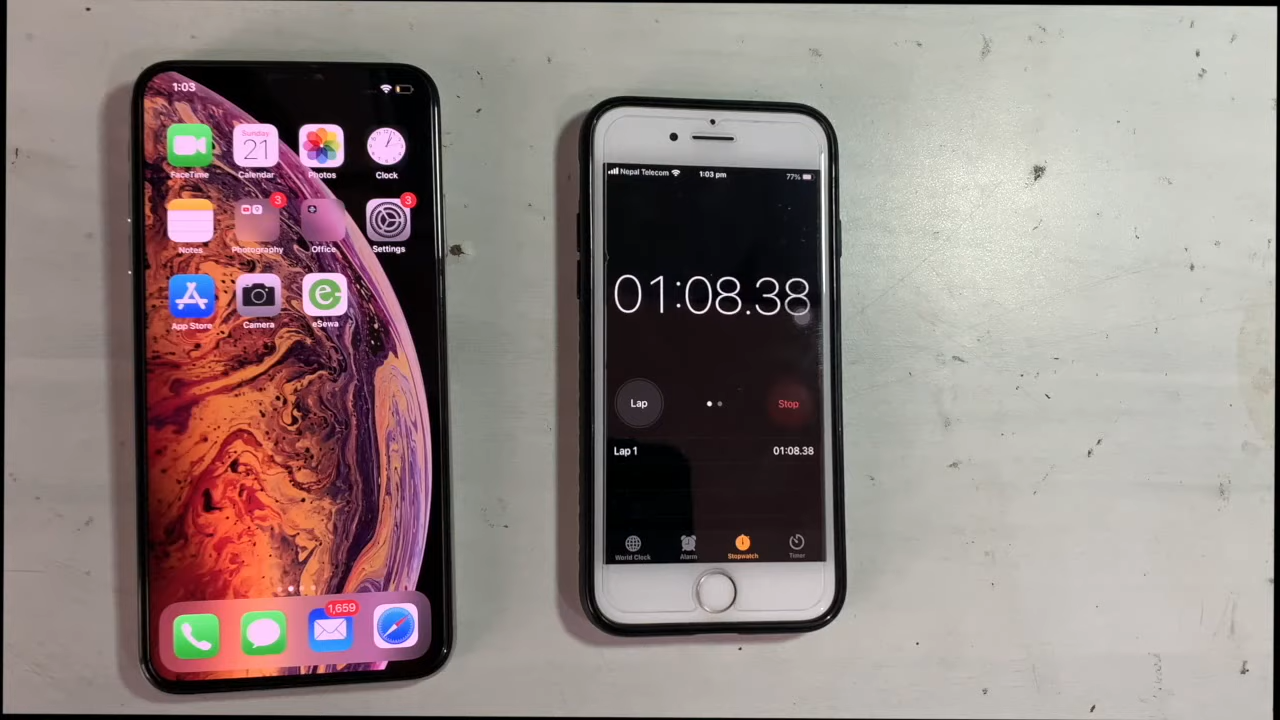 1:03
Sunday
21
FaceTime
Calendar
Photos
Clock
3
3
Notes
Photography
Office
Settings
App Store
Camera
eSewa
1,659
Nepal Telecom
1:03 pm
77%
01:08.38
Lap
Stop
Lap 1
01:08.38
World Clock
Alarm
Stopwatch
Timer